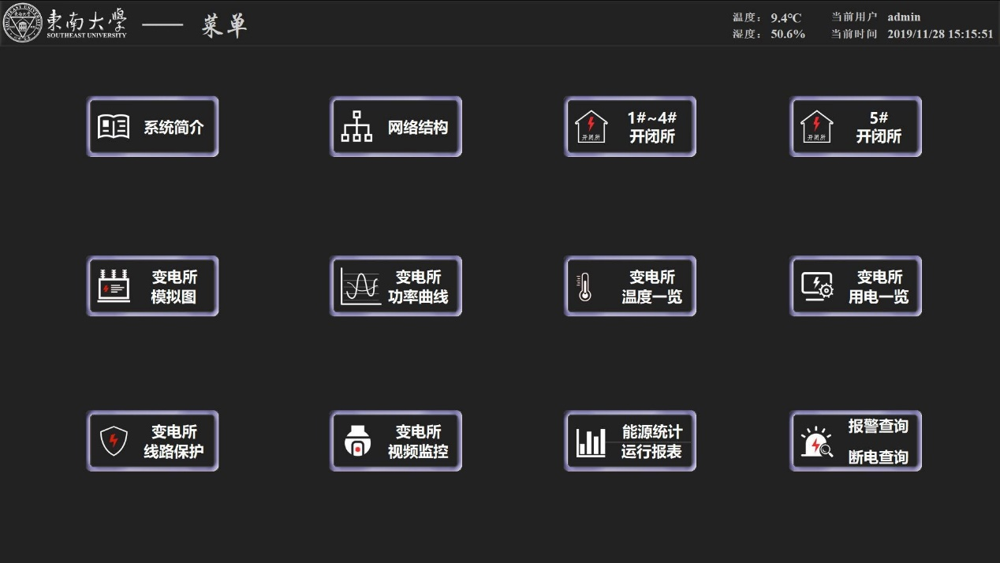 東南大學
SOUTHEAST UNIVERSITY
菜单
温度： 9.4℃
当前用户 admin
湿度： 50.6%
当前时间 2019/11/28 15:15:51
系统简介
网络结构
开闭所
1#~4#
开闭所
开闭所
5#
开闭所
变电所
模拟图
变电所
功率曲线
变电所
温度一览
变电所
用电一览
变电所
线路保护
变电所
视频监控
能源统计
运行报表
报警查询
断电查询